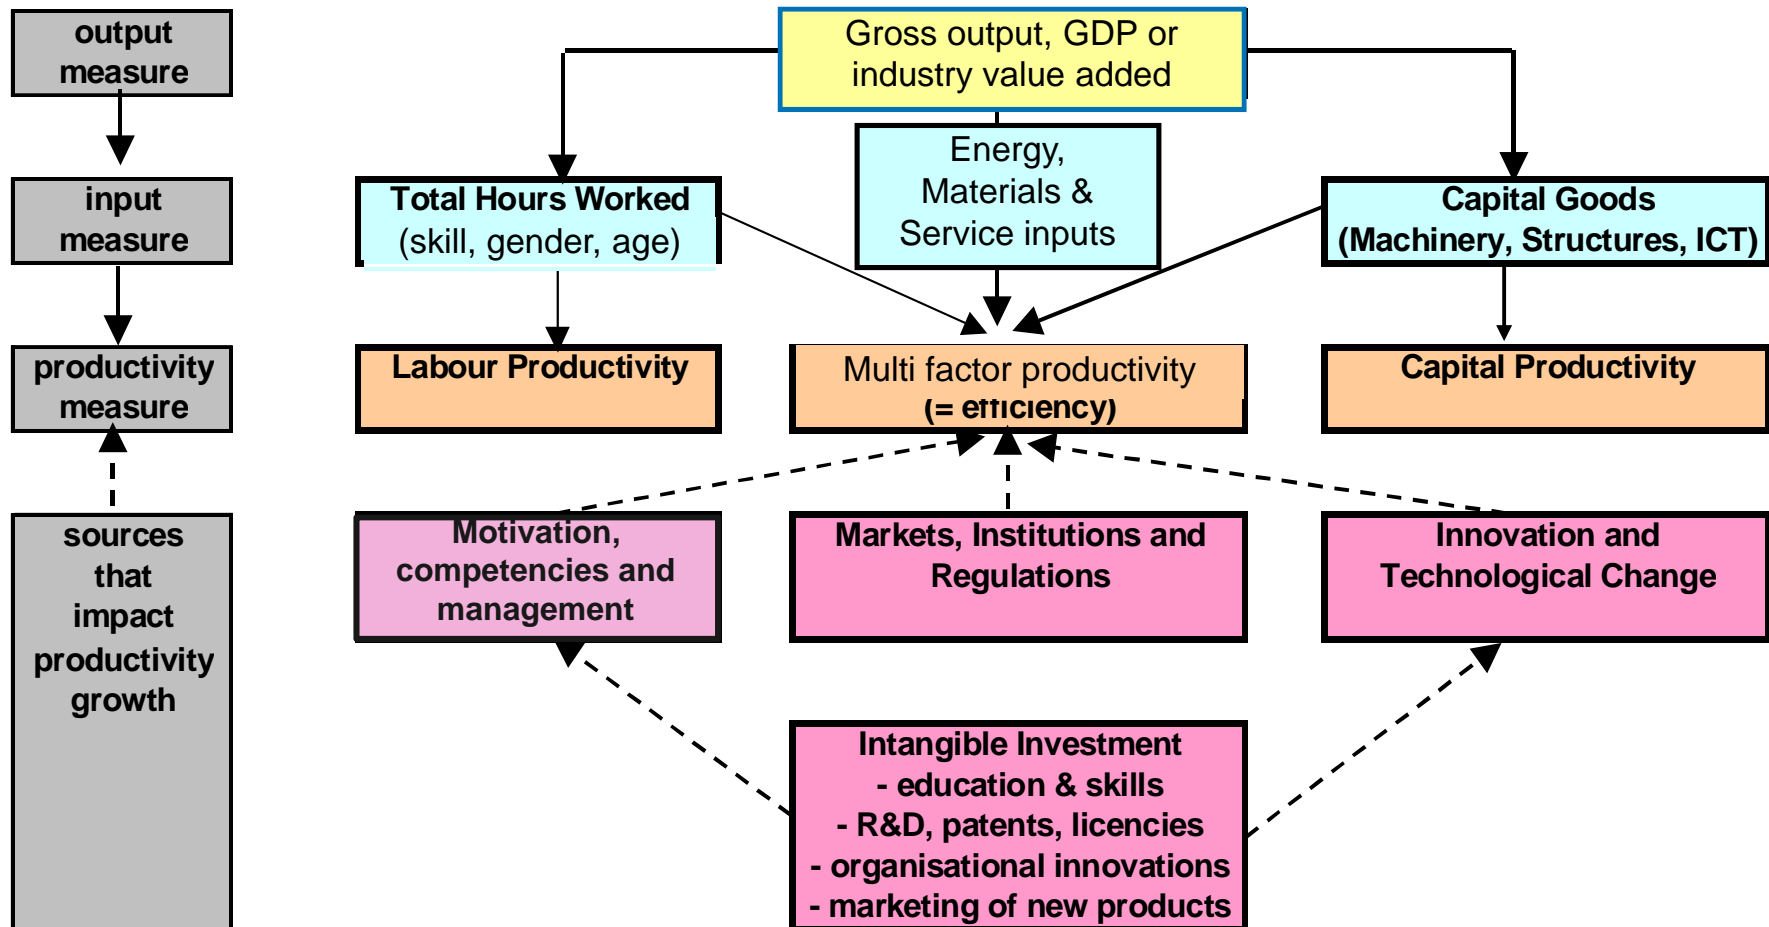 output
measure
input
measure
productivity
measure
sources
that
impact
productivity
growth
Gross output, GDP or
industry value added
Energy,
Materials &
Service inputs
Total Hours Worked
(skill, gender, age)
Capital Goods
(Machinery, Structures, ICT)
Labour Productivity
Multi factor productivity
(= efficiency)
Capital Productivity
Motivation,
competencies and
management
Markets, Institutions and
Regulations
Innovation and
Technological Change
Intangible Investment
- education & skills
- R&D, patents, licencies
- organisational innovations
- marketing of new products